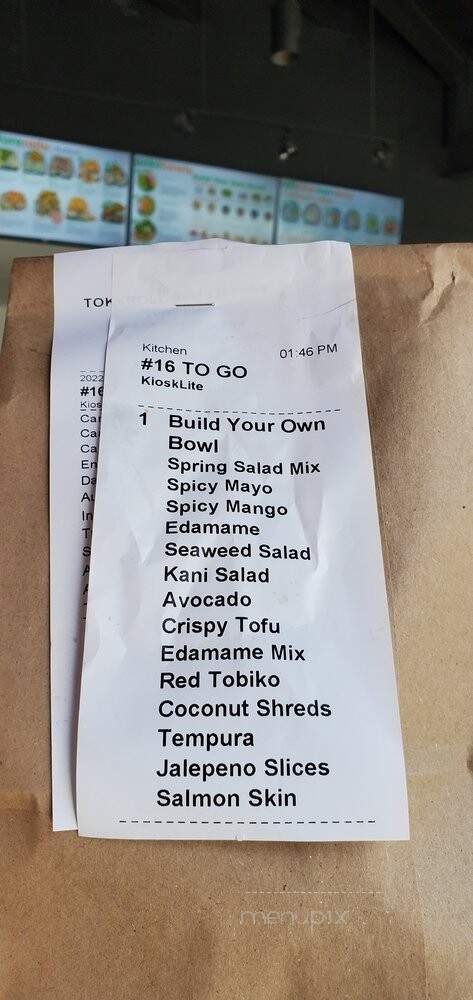 TOK
2022
#16
Kios
Kitchen
01:46 PM
#16 TO GO
KioskLite
1 Build Your Own
Bowl
Spring Salad Mix
Spicy Mayo
Spicy Mango
Edamame
Seaweed Salad
Kani Salad
Avocado
Crispy Tofu
Edamame Mix
Red Tobiko
Coconut Shreds
Tempura
Jalepeno Slices
Salmon Skin
menupix